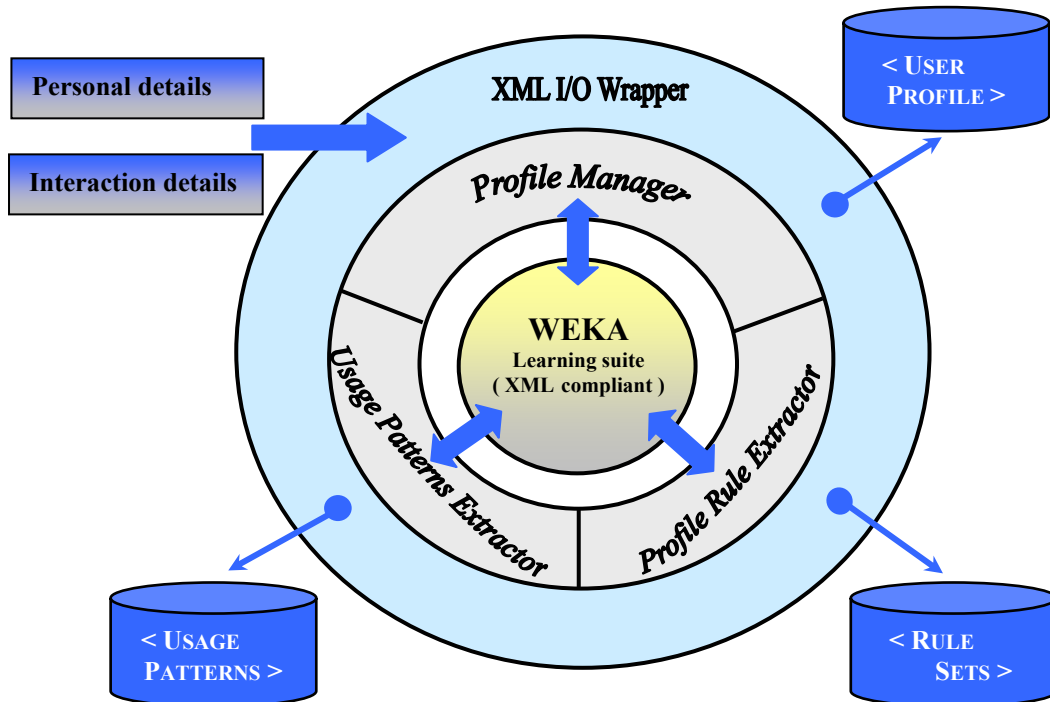 Personal details
Interaction details
XML I/O Wrapper
< USER
PROFILE >
Profile Manager
WEKA
Learning suite
( XML compliant )
Usage Patterns Extractor
Profile Rule Extractor
< USAGE
PATTERNS >
< RULE
SETS >